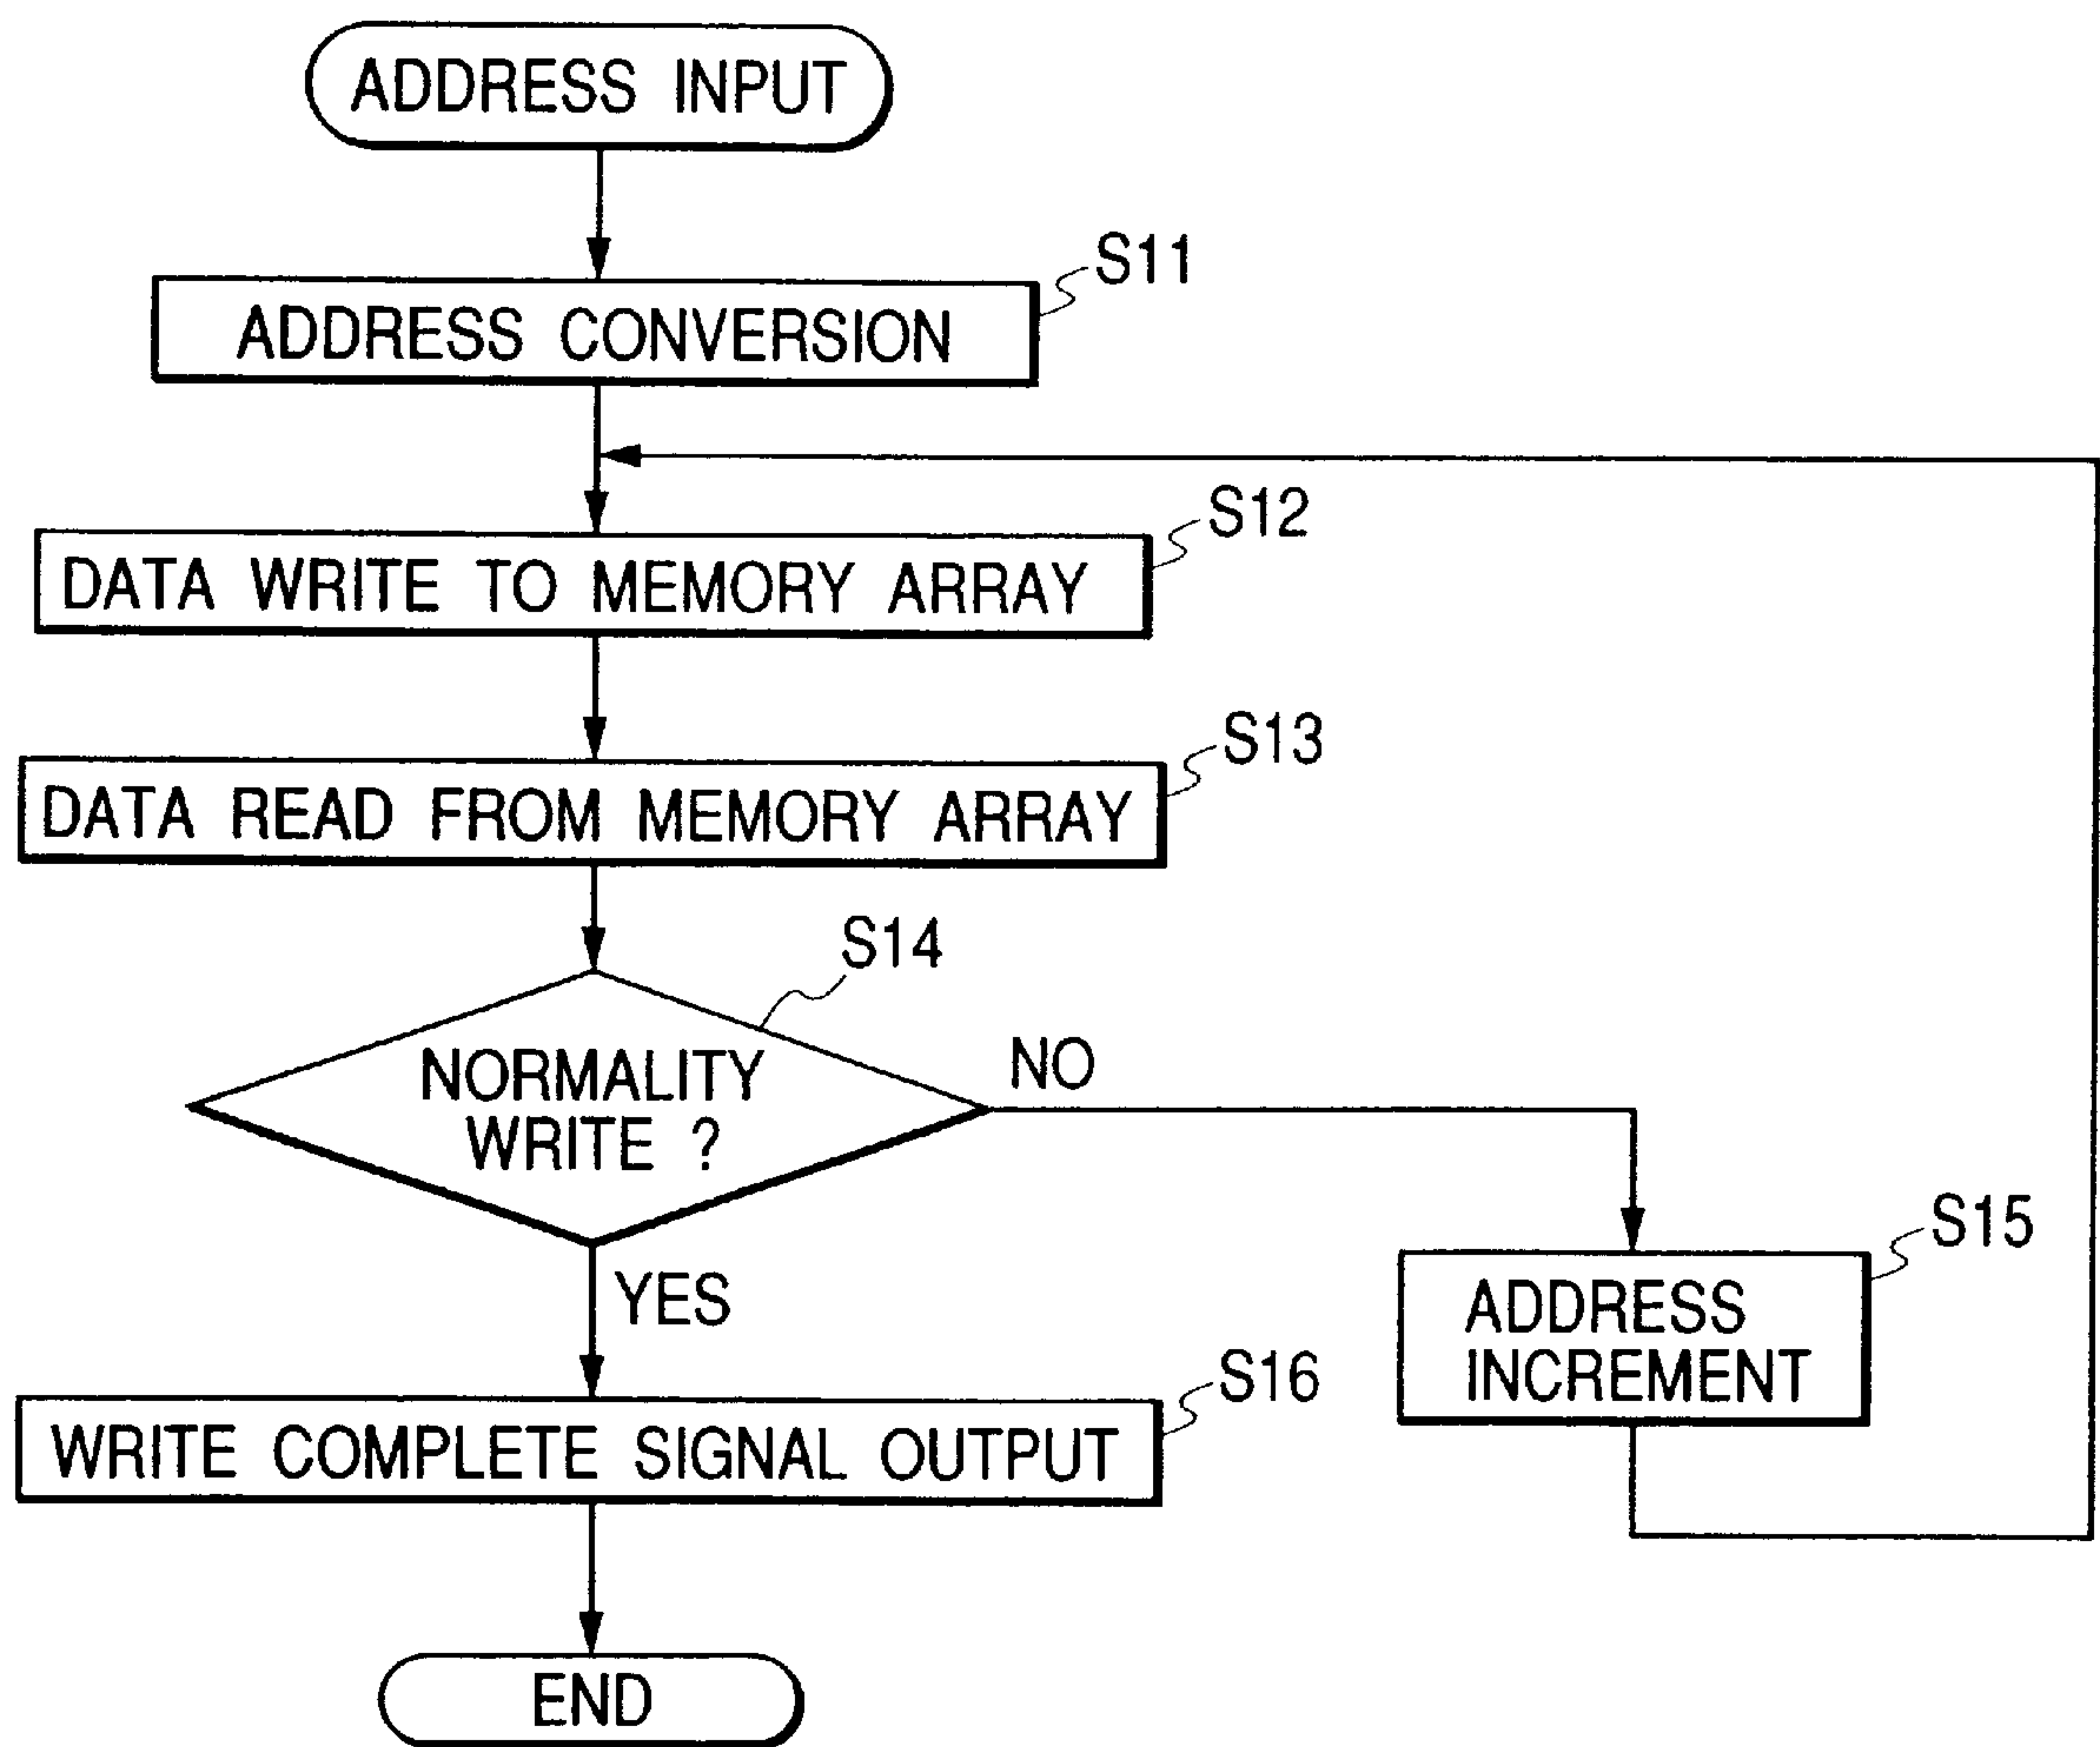 ADDRESS INPUT
S11
ADDRESS CONVERSION
S12
DATA WRITE TO MEMORY ARRAY
S13
DATA READ FROM MEMORY ARRAY
S14
NORMALITY
WRITE ?
NO
YES
S15
ADDRESS
INCREMENT
S16
WRITE COMPLETE SIGNAL OUTPUT
END